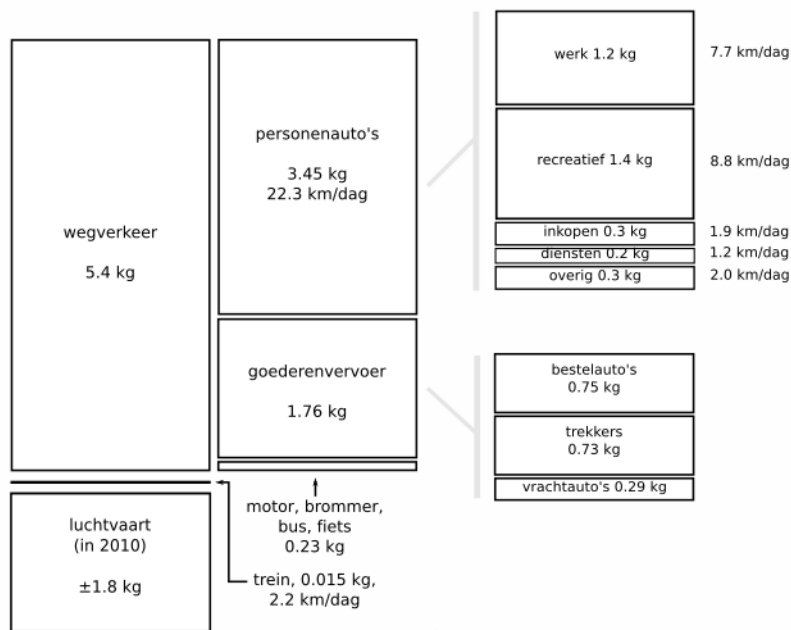 wegverkeer
5.4 kg
luchtvaart
(in 2010)
±1.8 kg
personenauto's
3.45 kg
22.3 km/dag
goederenvervoer
1.76 kg
motor, brommer,
bus, fiets
0.23 kg
trein, 0.015 kg,
2.2 km/dag
werk 1.2 kg
7.7 km/dag
recreatief 1.4 kg
8.8 km/dag
inkopen 0.3 kg
1.9 km/dag
diensten 0.2 kg
1.2 km/dag
overig 0.3 kg
2.0 km/dag
bestelauto's
0.75 kg
trekkers
0.73 kg
vrachtauto's 0.29 kg